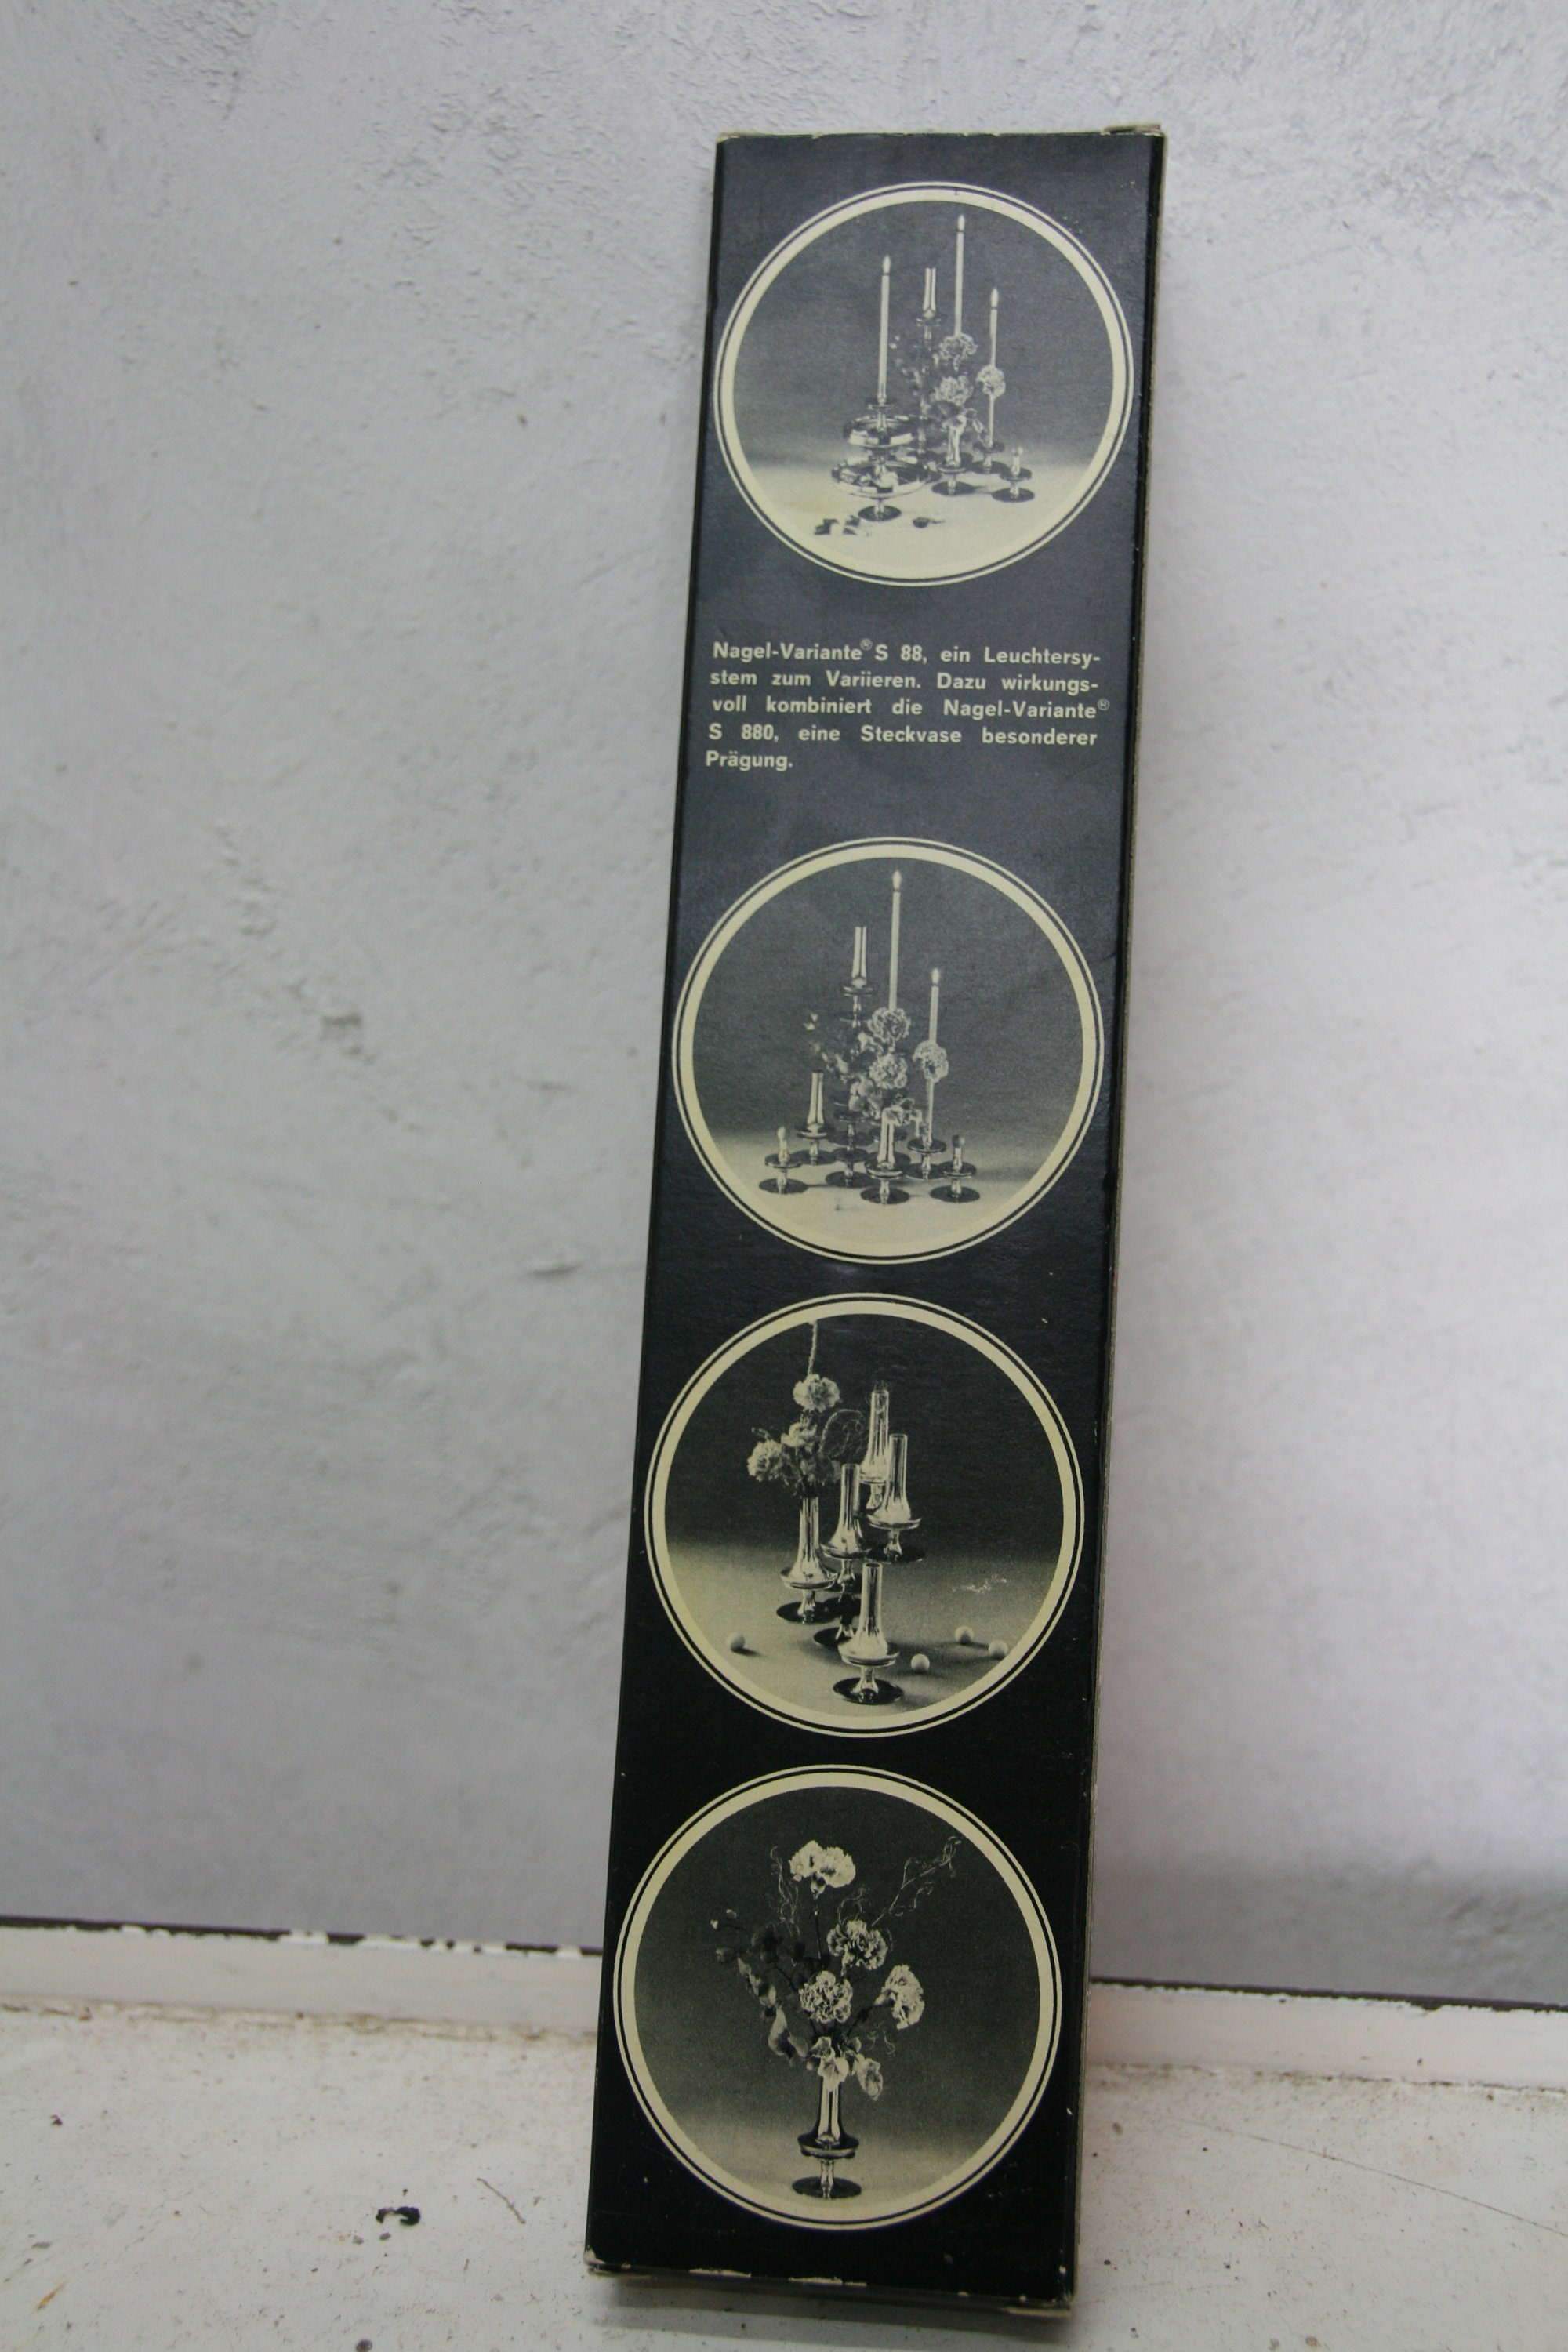 Nagel-Variante® S 88, ein Leuchtersy-
stem zum Variieren. Dazu wirkungs-
voll kombiniert die Nagel-Variante®
S 880, eine Steckvase besonderer
Prägung.